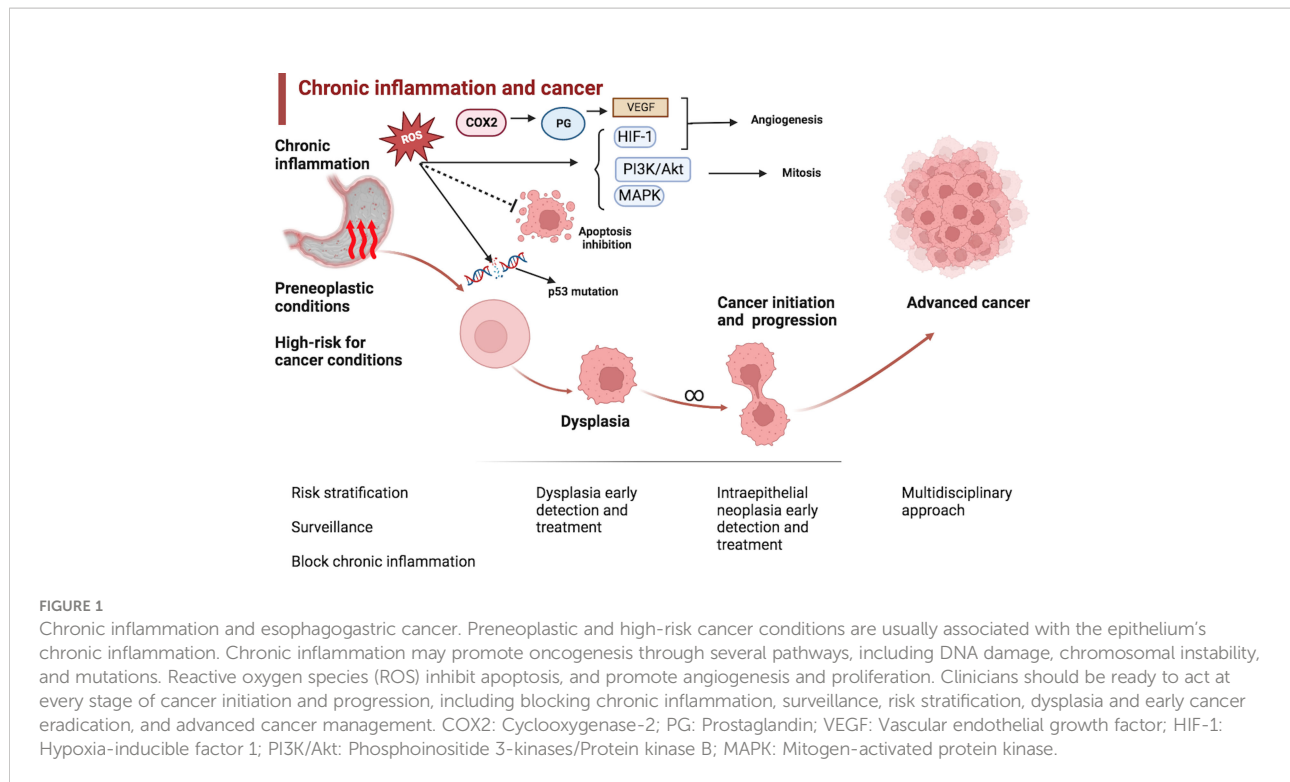 Chronic inflammation and cancer
ROS
COX2
PG
VEGF
HIF-1
PI3K/Akt
MAPK
Angiogenesis
Mitosis
Chronic
inflammation
Apoptosis
inhibition
p53 mutation
Preneoplastic
conditions
High-risk for
cancer conditions
Dysplasia
∞
Cancer initiation
and progression
Advanced cancer
Risk stratification
Surveillance
Block chronic inflammation
Dysplasia early
detection and
treatment
Intraepithelial
neoplasia early
detection and
treatment
Multidisciplinary
approach
FIGURE 1
Chronic inflammation and esophagogastric cancer. Preneoplastic and high-risk cancer conditions are usually associated with the epithelium's
chronic inflammation. Chronic inflammation may promote oncogenesis through several pathways, including DNA damage, chromosomal instability,
and mutations. Reactive oxygen species (ROS) inhibit apoptosis, and promote angiogenesis and proliferation. Clinicians should be ready to act at
every stage of cancer initiation and progression, including blocking chronic inflammation, surveillance, risk stratification, dysplasia and early cancer
eradication, and advanced cancer management. COX2: Cyclooxygenase-2; PG: Prostaglandin; VEGF: Vascular endothelial growth factor; HIF-1:
Hypoxia-inducible factor 1; PI3K/Akt: Phosphoinositide 3-kinases/Protein kinase B; MAPK: Mitogen-activated protein kinase.